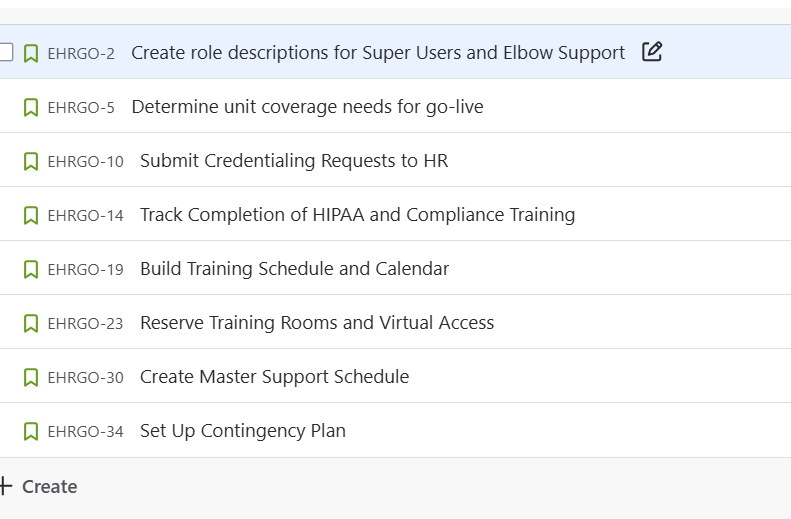 EHRGO-2 Create role descriptions for Super Users and Elbow Support
EHRGO-5 Determine unit coverage needs for go-live
EHRGO-10 Submit Credentialing Requests to HR
EHRGO-14 Track Completion of HIPAA and Compliance Training
EHRGO-19 Build Training Schedule and Calendar
EHRGO-23 Reserve Training Rooms and Virtual Access
EHRGO-30 Create Master Support Schedule
EHRGO-34 Set Up Contingency Plan
+ Create